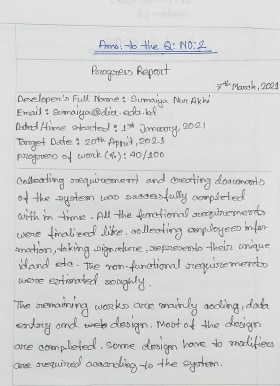 Ans: to the Q: NO: 2
Progress Report
7th March, 2021
Developer's Full Name: Sumaiya Nur Akhi
Email: Sumaiya@dia.edu.bd
Date/time started: 1st January, 2021
Target Date: 20th April, 2021
progress of work (%): 40/100
Collecting requirement and creating documents
of the system was successfully completed
with in time. All the functional requirements
were finalized like, collecting employees infor-
mation, taking signature, represents their unique
id and etc. The non-functional requirements
were estimated roughly.
The remaining works are mainly coding, data
entry and web design. Most of the design
are completed. Some design have to modifies
are required according to the system.